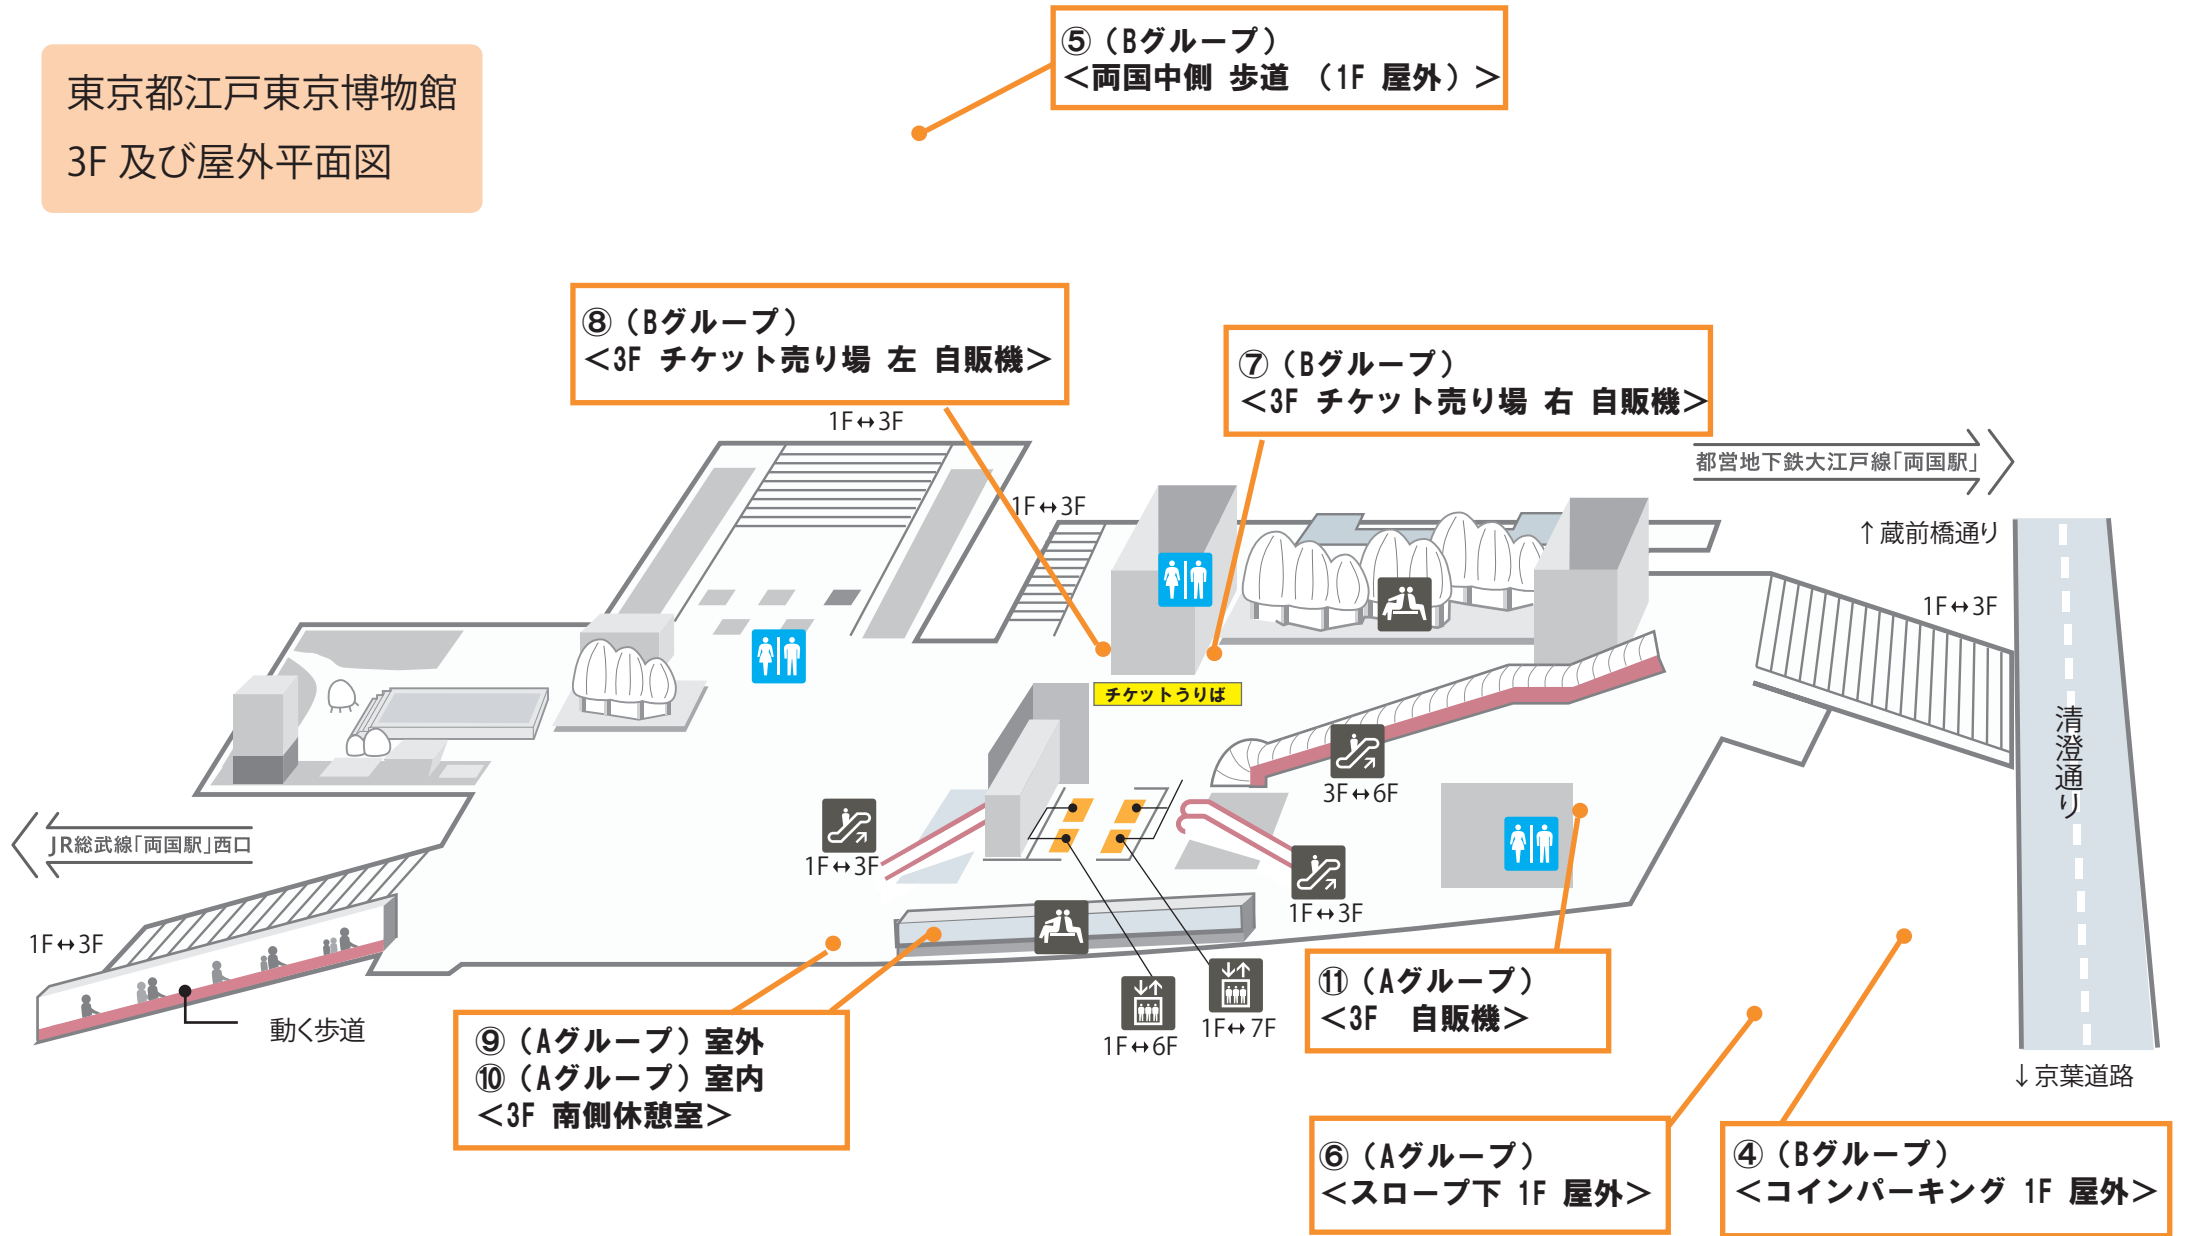 東京都江戸東京博物館
3F 及び屋外平面図
⑤（Bグループ）
＜両国中側 歩道 （1F 屋外）＞
⑧（Bグループ）
＜3F チケット売り場 左 自販機＞
⑦（Bグループ）
＜3F チケット売り場 右 自販機＞
1F↔3F
1F↔3F
都営地下鉄大江戸線「両国駅」
↑蔵前橋通り
1F↔3F
チケットうりば
清澄通り
3F↔6F
JR総武線「両国駅」西口
1F↔3F
1F↔3F
1F↔3F
動く歩道
1F↔6F
1F↔7F
⑪（Aグループ）
＜3F 自販機＞
⑨（Aグループ）室外
⑩（Aグループ）室内
＜3F 南側休憩室＞
↓京葉道路
⑥（Aグループ）
＜スロープ下 1F 屋外＞
④（Bグループ）
＜コインパーキング 1F 屋外＞